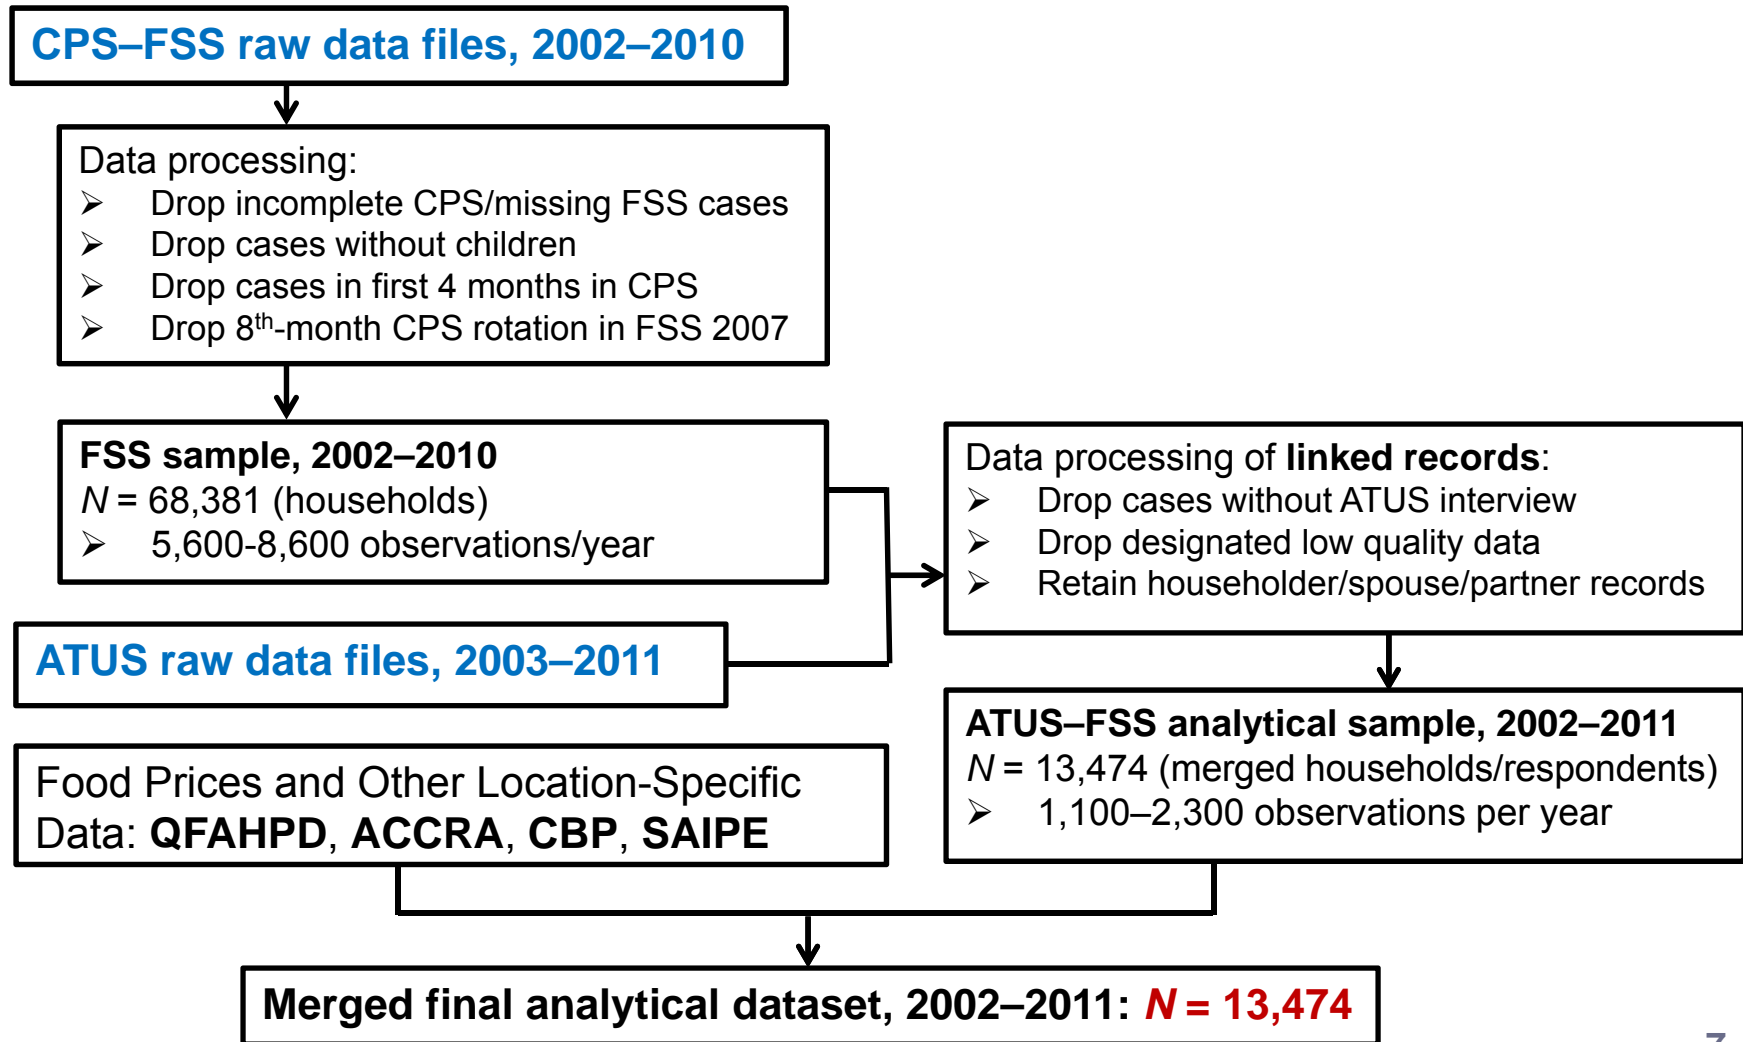 CPS–FSS raw data files, 2002–2010
Data processing:
➢ Drop incomplete CPS/missing FSS cases
➢ Drop cases without children
➢ Drop cases in first 4 months in CPS
➢ Drop 8th-month CPS rotation in FSS 2007
FSS sample, 2002–2010
N = 68,381 (households)
➢ 5,600-8,600 observations/year
ATUS raw data files, 2003–2011
Data processing of linked records:
➢ Drop cases without ATUS interview
➢ Drop designated low quality data
➢ Retain householder/spouse/partner records
ATUS–FSS analytical sample, 2002–2011
N = 13,474 (merged households/respondents)
➢ 1,100–2,300 observations per year
Food Prices and Other Location-Specific
Data: QFAHPD, ACCRA, CBP, SAIPE
Merged final analytical dataset, 2002–2011: N = 13,474
7